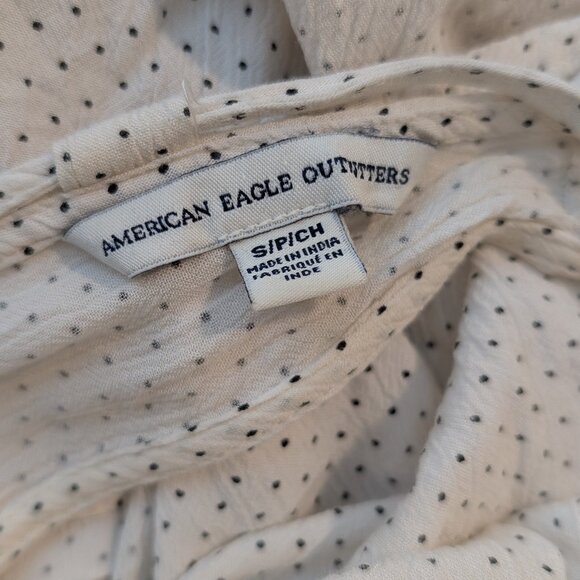 AMERICAN EAGLE OUTFITTERS
S/P/CH
MADE IN INDIA
FABRIQUÉ EN
INDE